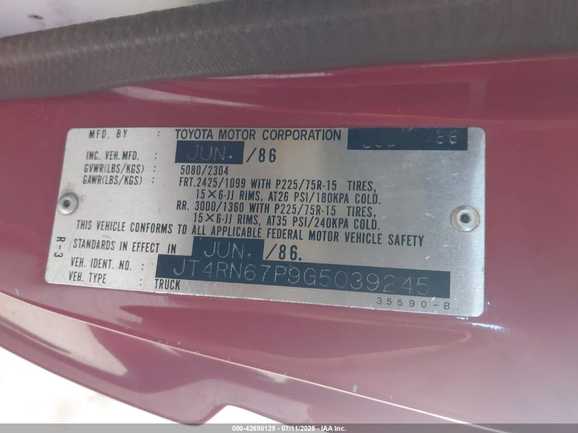 MFD. BY : TOYOTA MOTOR CORPORATION 86
INC. VEH. MFD. : JUN. /86
GVWR(LBS/KGS) : 5080/2304
GAWR(LBS/KGS) : FRT. 2425/1099 WITH P225/75R-15 TIRES,
15×6-JJ RIMS, AT26 PSI/180KPA COLD.
RR. 3000/1360 WITH P225/75R-15 TIRES,
15×6-JJ RIMS, AT35 PSI/240KPA COLD.
THIS VEHICLE CONFORMS TO ALL APPLICABLE FEDERAL MOTOR VEHICLE SAFETY
STANDARDS IN EFFECT IN JUN. /86.
VEH. IDENT. NO. : JT4RN67P9G5039245
VEH. TYPE : TRUCK
R-3
35590-B
000-42690125 - 07/11/2025 - IAA Inc.